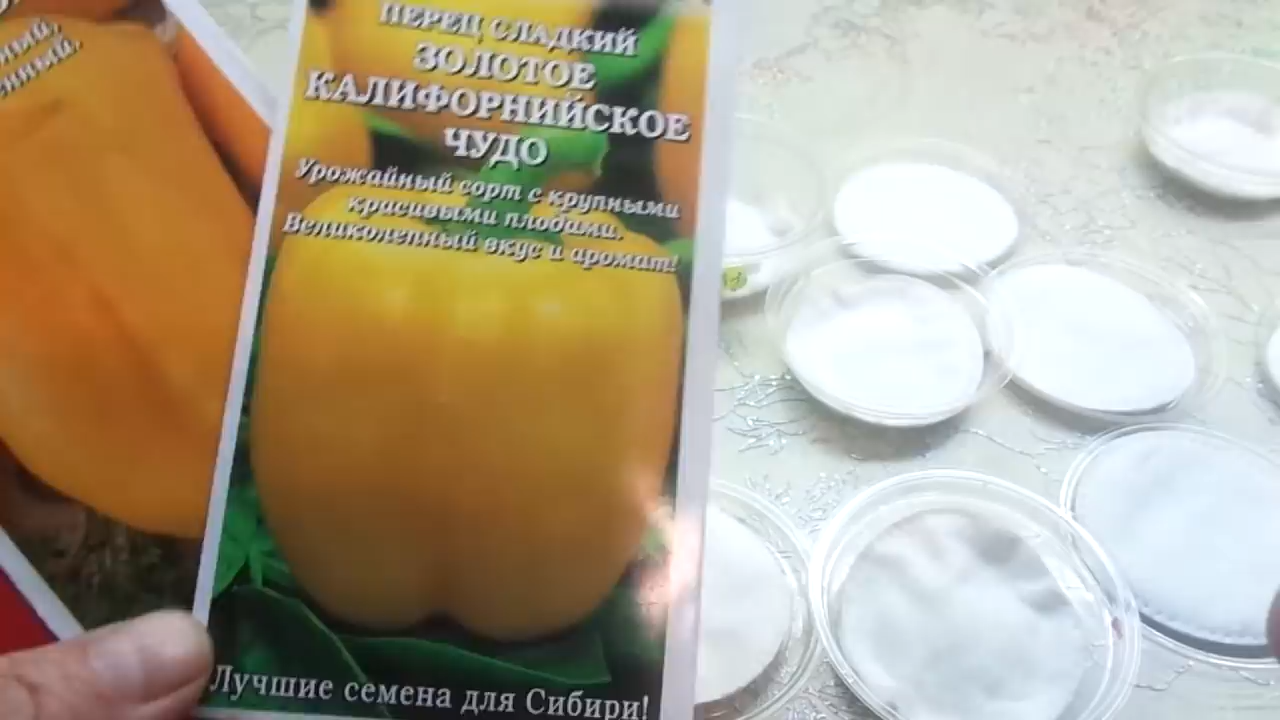 ПЕРЕЦ СЛАДКИЙ
ЗОЛОТОЕ
КАЛИФОРНИЙСКОЕ
ЧУДО
Урожайный сорт с крупными
красивыми плодами.
Великолепный вкус и аромат!
Лучшие семена для Сибири!